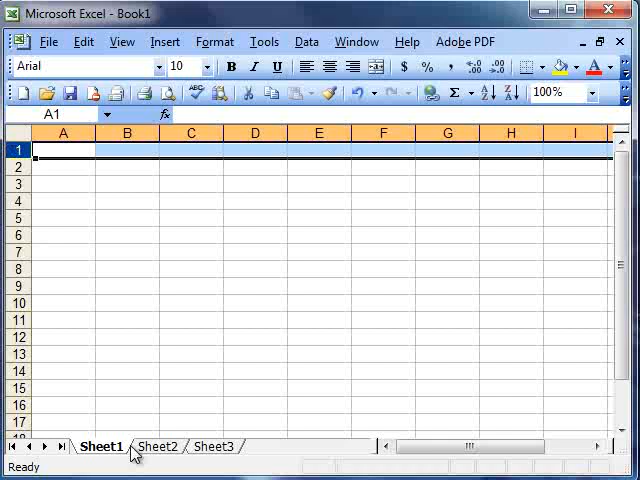 Microsoft Excel - Book1
File Edit View Insert Format Tools Data Window Help Adobe PDF
Arial 10 B I U $ % ,
Σ 100%
A1 fx
A B C D E F G H I
1
2
3
4
5
6
7
8
9
10
11
12
13
14
15
16
17
Sheet1 Sheet2 Sheet3
Ready